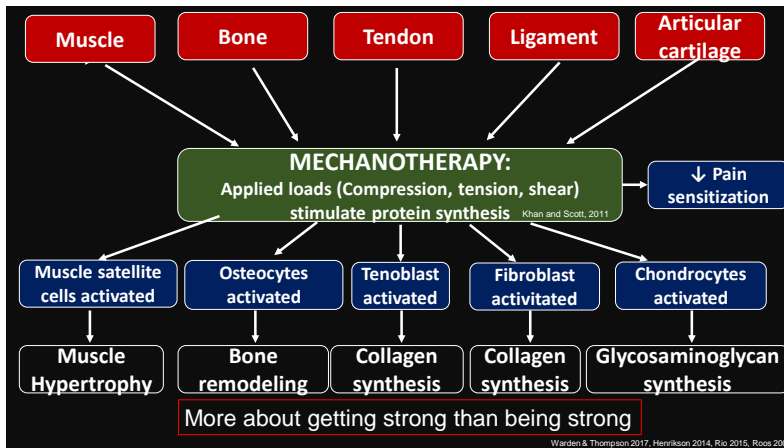 Muscle
Bone
Tendon
Ligament
Articular
cartilage
MECHANOTHERAPY:
Applied loads (Compression, tension, shear)
stimulate protein synthesis Khan and Scott, 2011
↓ Pain
sensitization
Muscle satellite
cells activated
Osteocytes
activated
Tenoblast
activated
Fibroblast
activitated
Chondrocytes
activated
Muscle
Hypertrophy
Bone
remodeling
Collagen
synthesis
Collagen
synthesis
Glycosaminoglycan
synthesis
More about getting strong than being strong
Warden & Thompson 2017, Henrikson 2014, Rio 2015, Roos